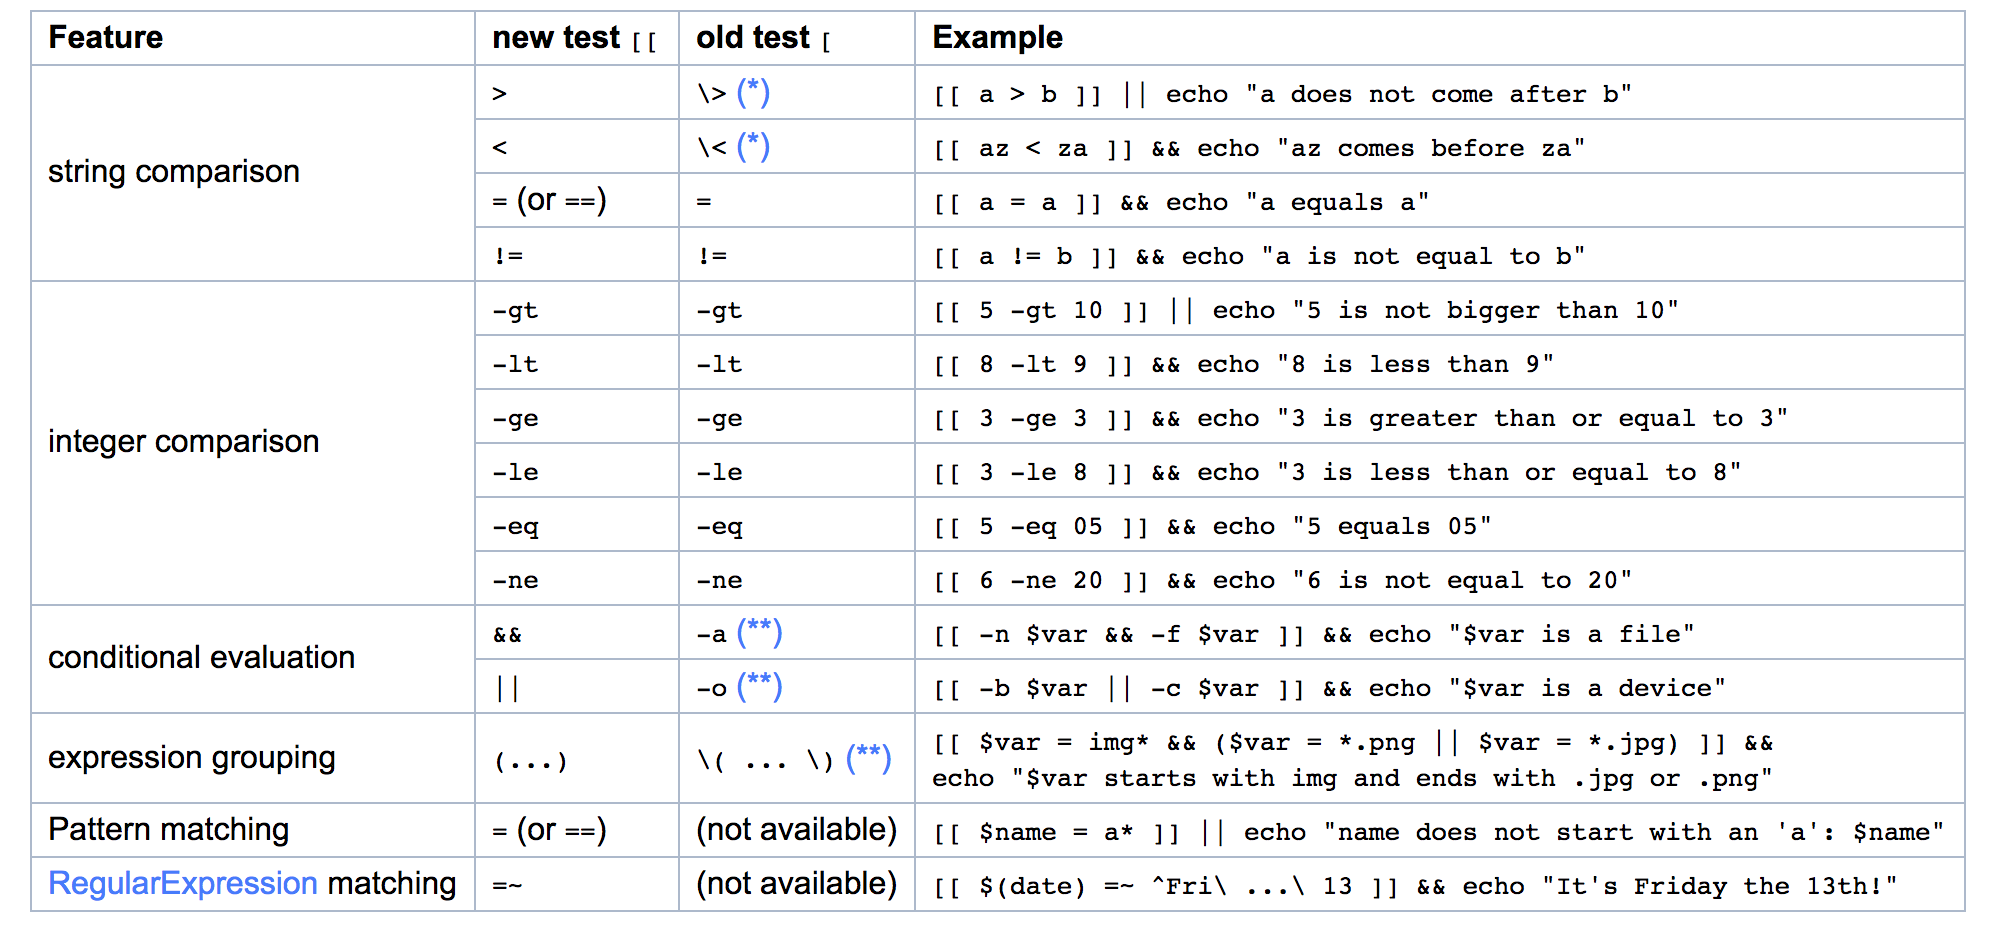 Feature new test [[ old test [ Example
string comparison
> \> (*) [[ a > b ]] || echo "a does not come after b"
< \< (*) [[ az < za ]] && echo "az comes before za"
= (or ==) = [[ a = a ]] && echo "a equals a"
!= != [[ a != b ]] && echo "a is not equal to b"
integer comparison
-gt -gt [[ 5 -gt 10 ]] || echo "5 is not bigger than 10"
-lt -lt [[ 8 -lt 9 ]] && echo "8 is less than 9"
-ge -ge [[ 3 -ge 3 ]] && echo "3 is greater than or equal to 3"
-le -le [[ 3 -le 8 ]] && echo "3 is less than or equal to 8"
-eq -eq [[ 5 -eq 05 ]] && echo "5 equals 05"
-ne -ne [[ 6 -ne 20 ]] && echo "6 is not equal to 20"
conditional evaluation
&& -a (**) [[ -n $var && -f $var ]] && echo "$var is a file"
|| -o (**) [[ -b $var || -c $var ]] && echo "$var is a device"
expression grouping (...) \( ... \) (**) [[ $var = img* && ($var = *.png || $var = *.jpg) ]] &&
echo "$var starts with img and ends with .jpg or .png"
Pattern matching = (or ==) (not available) [[ $name = a* ]] || echo "name does not start with an 'a': $name"
RegularExpression matching =~ (not available) [[ $(date) =~ ^Fri\ ...\ 13 ]] && echo "It's Friday the 13th!"